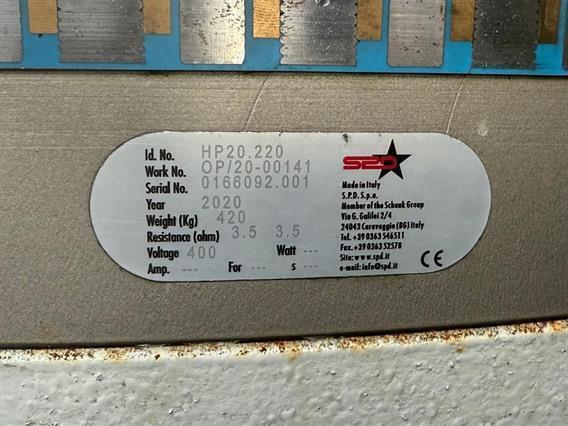 Id. No. HP20.220
Work No. OP/20-00141
Serial No. 0166092.001
Year 2020
Weight (Kg) 420
Resistance (ohm) 3.5 3.5
Voltage 400 Watt ---
Amp. --- For --- s ---
SPD
Made in Italy
S.P.D. S.p.a.
Member of the Schunk Group
Via G. Galilei 2/4
24043 Caravaggio (BG) Italy
Tel. +39 0363 546511
Fax. +39 0363 52578
Site: www.spd.it
e-mail: info@spd.it
CE